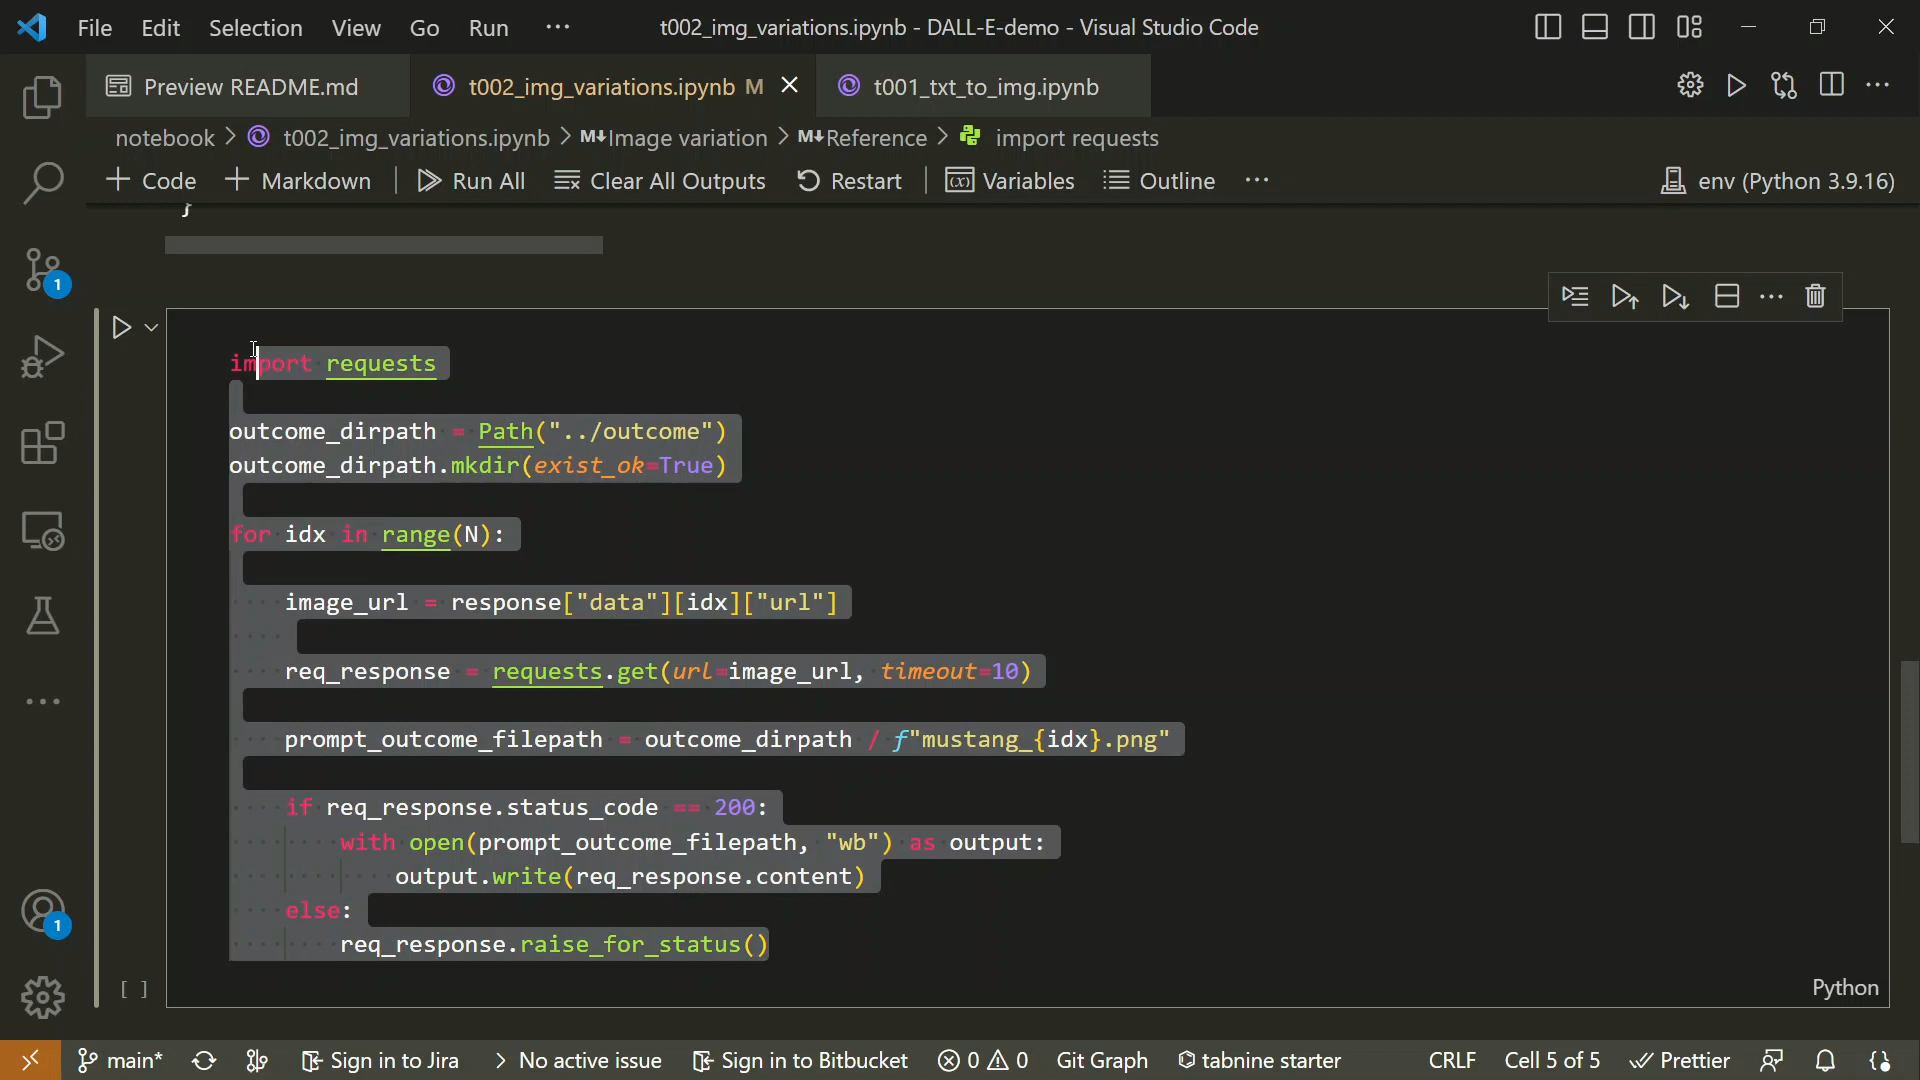 File Edit Selection View Go Run ··· t002_img_variations.ipynb - DALL-E-demo - Visual Studio Code
Preview README.md t002_img_variations.ipynb M t001_txt_to_img.ipynb
notebook > t002_img_variations.ipynb > M↓Image variation > M↓Reference > import requests
+ Code + Markdown | Run All Clear All Outputs Restart | Variables Outline ··· env (Python 3.9.16)
}
import requests
outcome_dirpath = Path("../outcome")
outcome_dirpath.mkdir(exist_ok=True)
for idx in range(N):
image_url = response["data"][idx]["url"]
req_response = requests.get(url=image_url, timeout=10)
prompt_outcome_filepath = outcome_dirpath / f"mustang_{idx}.png"
if req_response.status_code == 200:
with open(prompt_outcome_filepath, "wb") as output:
output.write(req_response.content)
else:
req_response.raise_for_status()
[ ] Python
1
1
main* Sign in to Jira > No active issue Sign in to Bitbucket 0 0 Git Graph tabnine starter CRLF Cell 5 of 5 Prettier